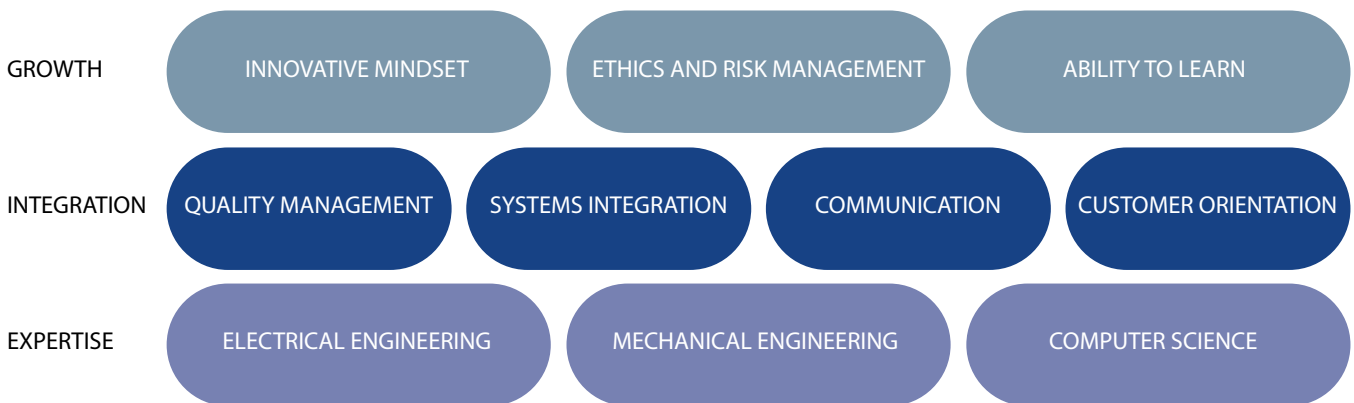 GROWTH
INNOVATIVE MINDSET
ETHICS AND RISK MANAGEMENT
ABILITY TO LEARN
INTEGRATION
QUALITY MANAGEMENT
SYSTEMS INTEGRATION
COMMUNICATION
CUSTOMER ORIENTATION
EXPERTISE
ELECTRICAL ENGINEERING
MECHANICAL ENGINEERING
COMPUTER SCIENCE